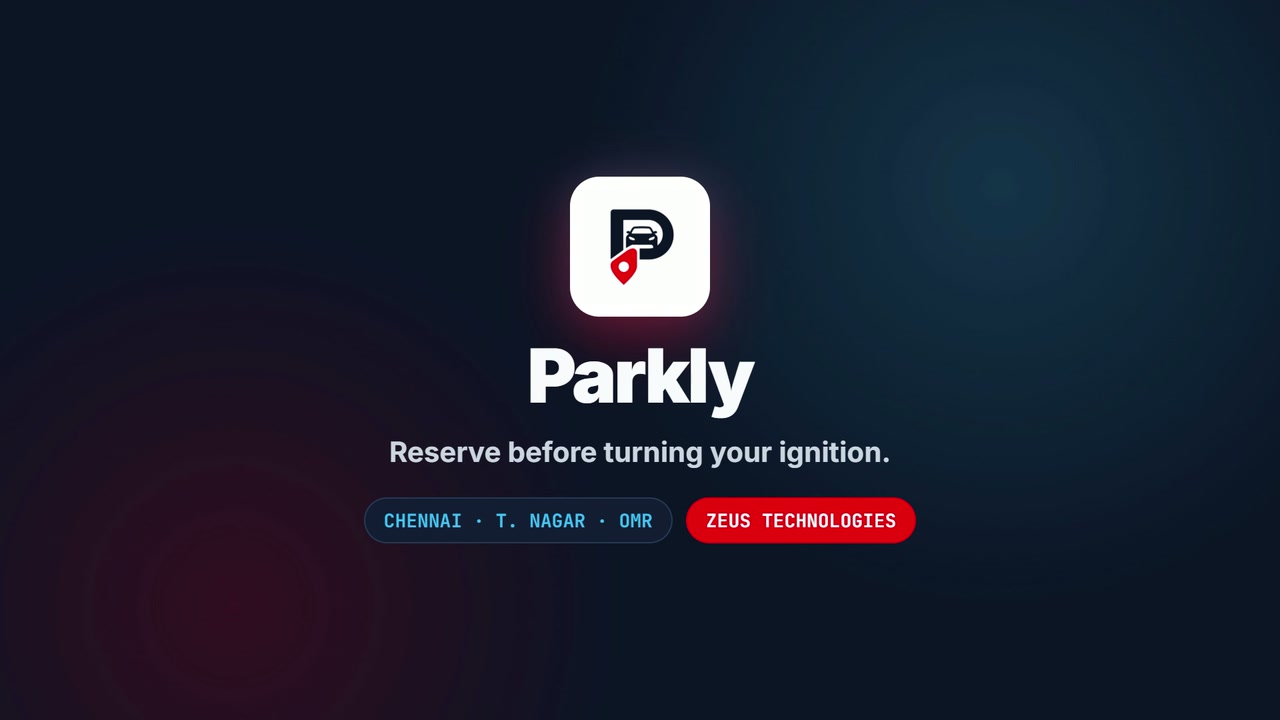 Parkly
Reserve before turning your ignition.
CHENNAI · T. NAGAR · OMR
ZEUS TECHNOLOGIES